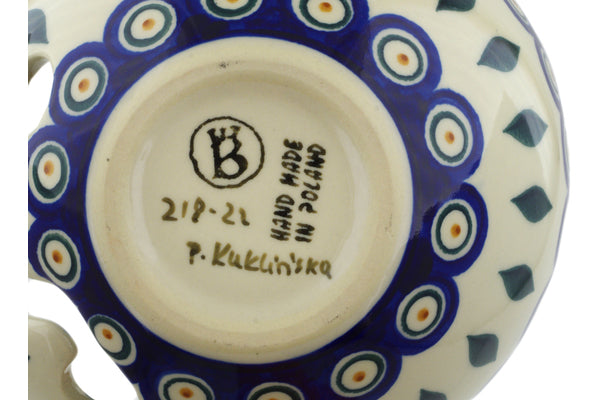 B
HAND MADE
IN POLAND
218-22
P. Kuklińska